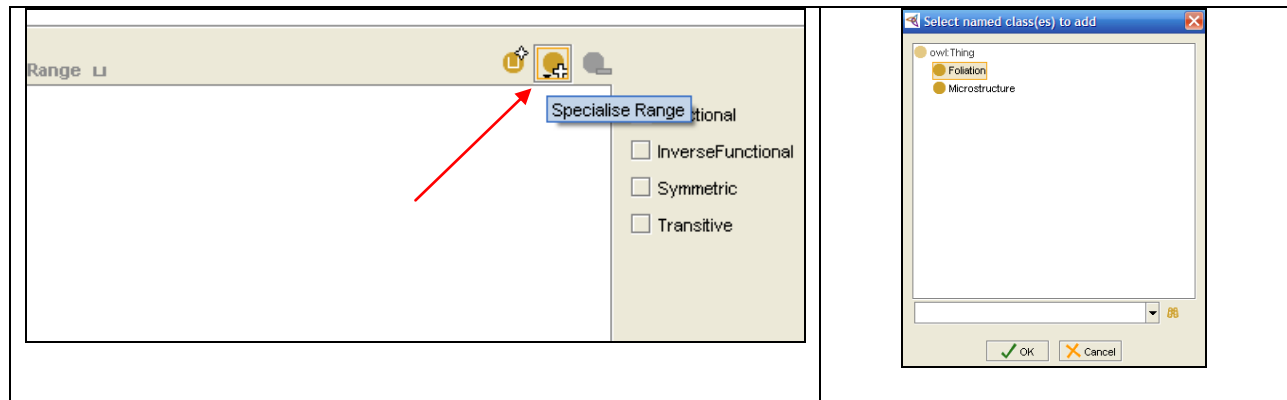 Range ⊔
Specialise Range
ctional
InverseFunctional
Symmetric
Transitive
Select named class(es) to add
owl:Thing
Foliation
Microstructure
OK
Cancel